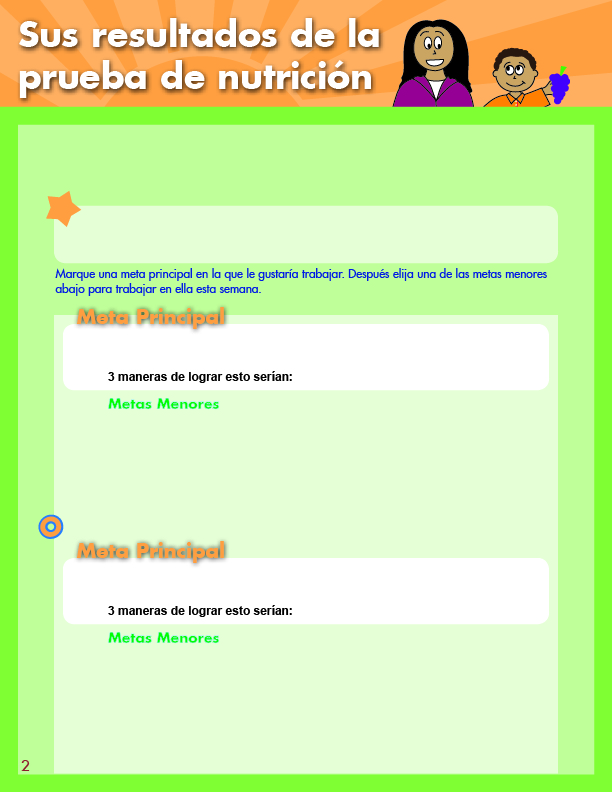 Sus resultados de la
prueba de nutrición
Marque una meta principal en la que le gustaría trabajar. Después elija una de las metas menores
abajo para trabajar en ella esta semana.
Meta Principal
3 maneras de lograr esto serían:
Metas Menores
Meta Principal
3 maneras de lograr esto serían:
Metas Menores
2